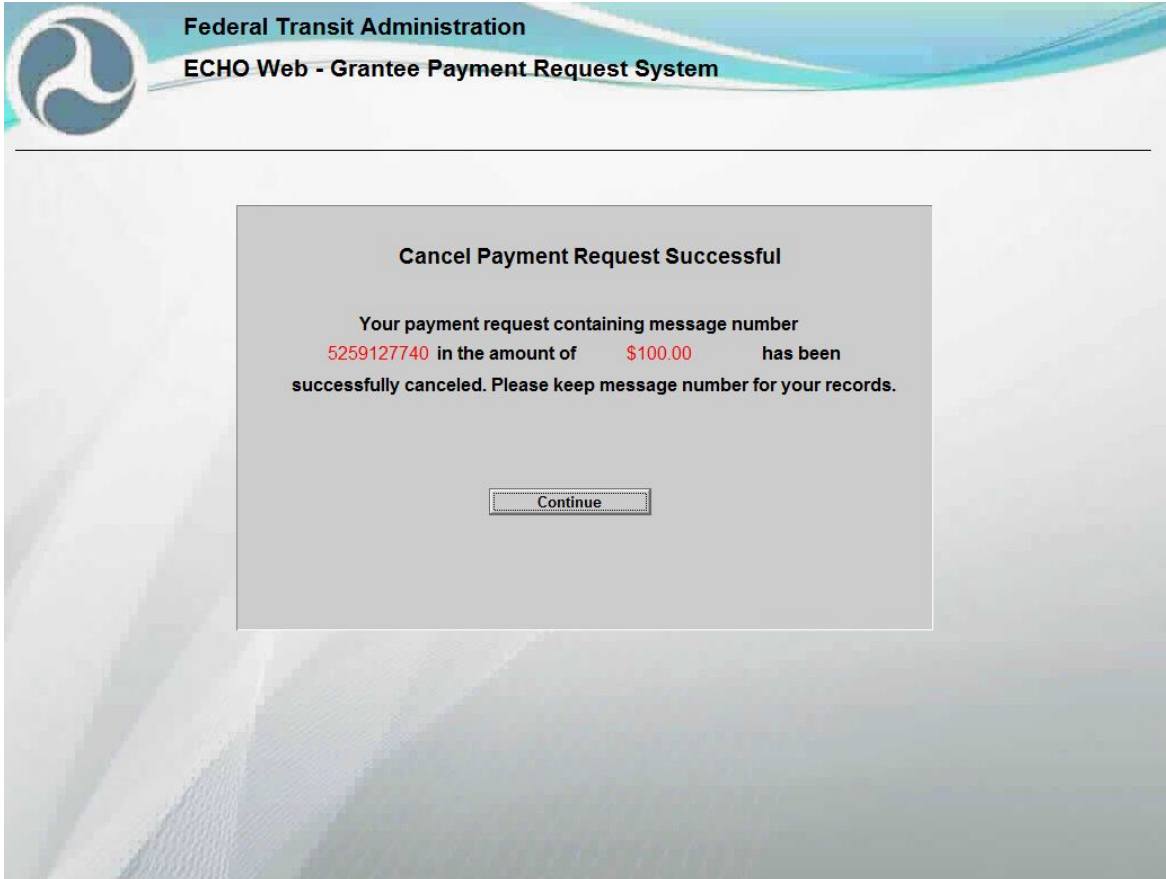 Federal Transit Administration
ECHO Web - Grantee Payment Request System
Cancel Payment Request Successful
Your payment request containing message number
5259127740 in the amount of $100.00 has been
successfully canceled. Please keep message number for your records.
Continue